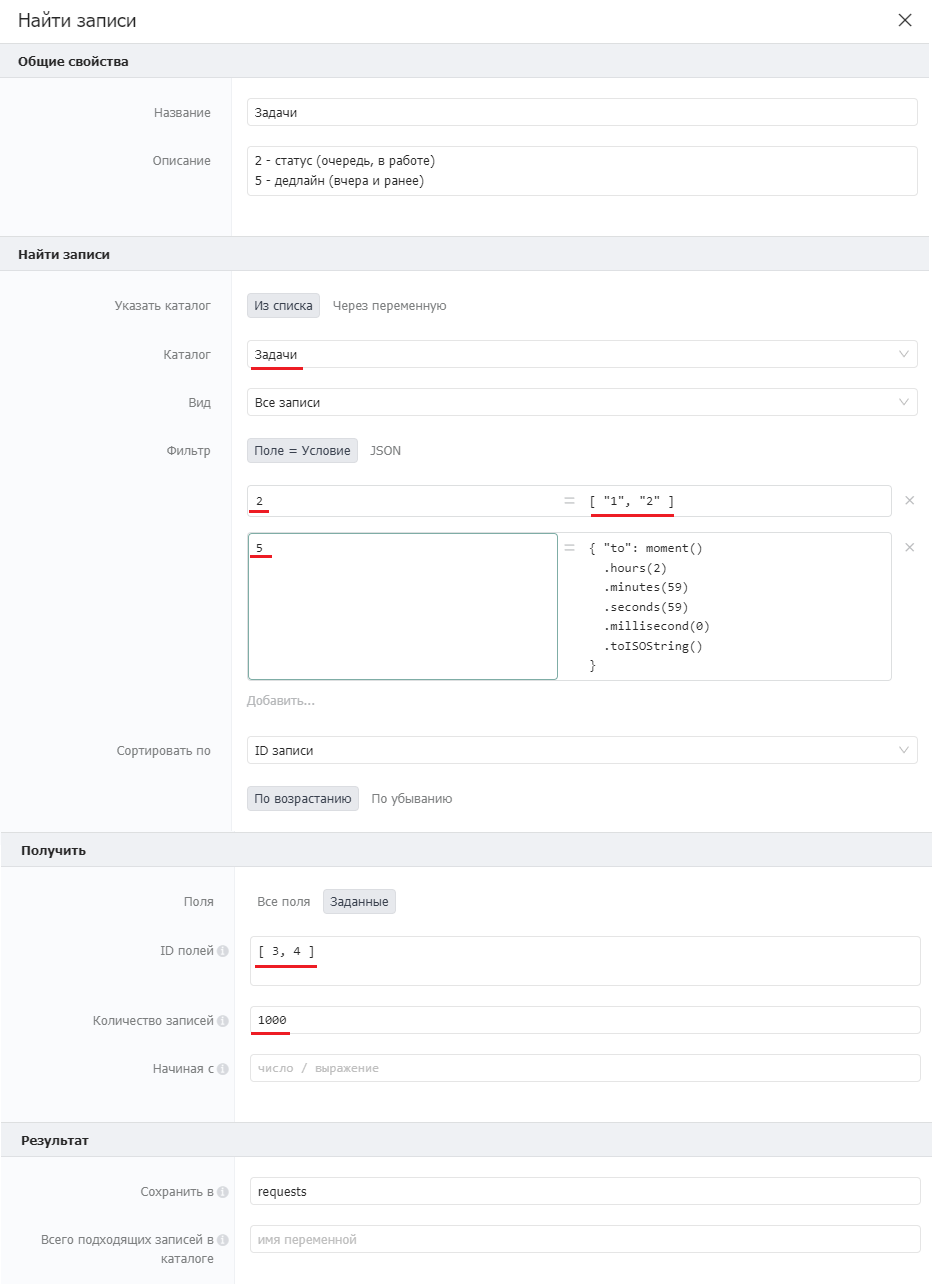 Найти записи
Общие свойства
Название
Задачи
Описание
2 - статус (очередь, в работе)
5 - дедлайн (вчера и ранее)
Найти записи
Указать каталог
Из списка Через переменную
Каталог
Задачи
Вид
Все записи
Фильтр
Поле = Условие JSON
2 = [ "1", "2" ]
5 = { "to": moment()
.hours(2)
.minutes(59)
.seconds(59)
.millisecond(0)
.toISOString()
}
Добавить...
Сортировать по
ID записи
По возрастанию По убыванию
Получить
Поля
Все поля Заданные
ID полей
[ 3, 4 ]
Количество записей
1000
Начиная с
число / выражение
Результат
Сохранить в
requests
Всего подходящих записей в
каталоге
имя переменной